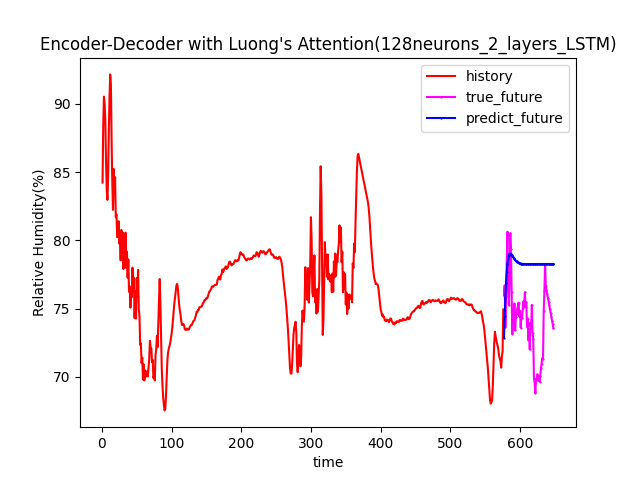 Encoder-Decoder with Luong's Attention(128neurons_2_layers_LSTM)
history
true_future
predict_future
Relative Humidity(%)
90
85
80
75
70
0 100 200 300 400 500 600
time